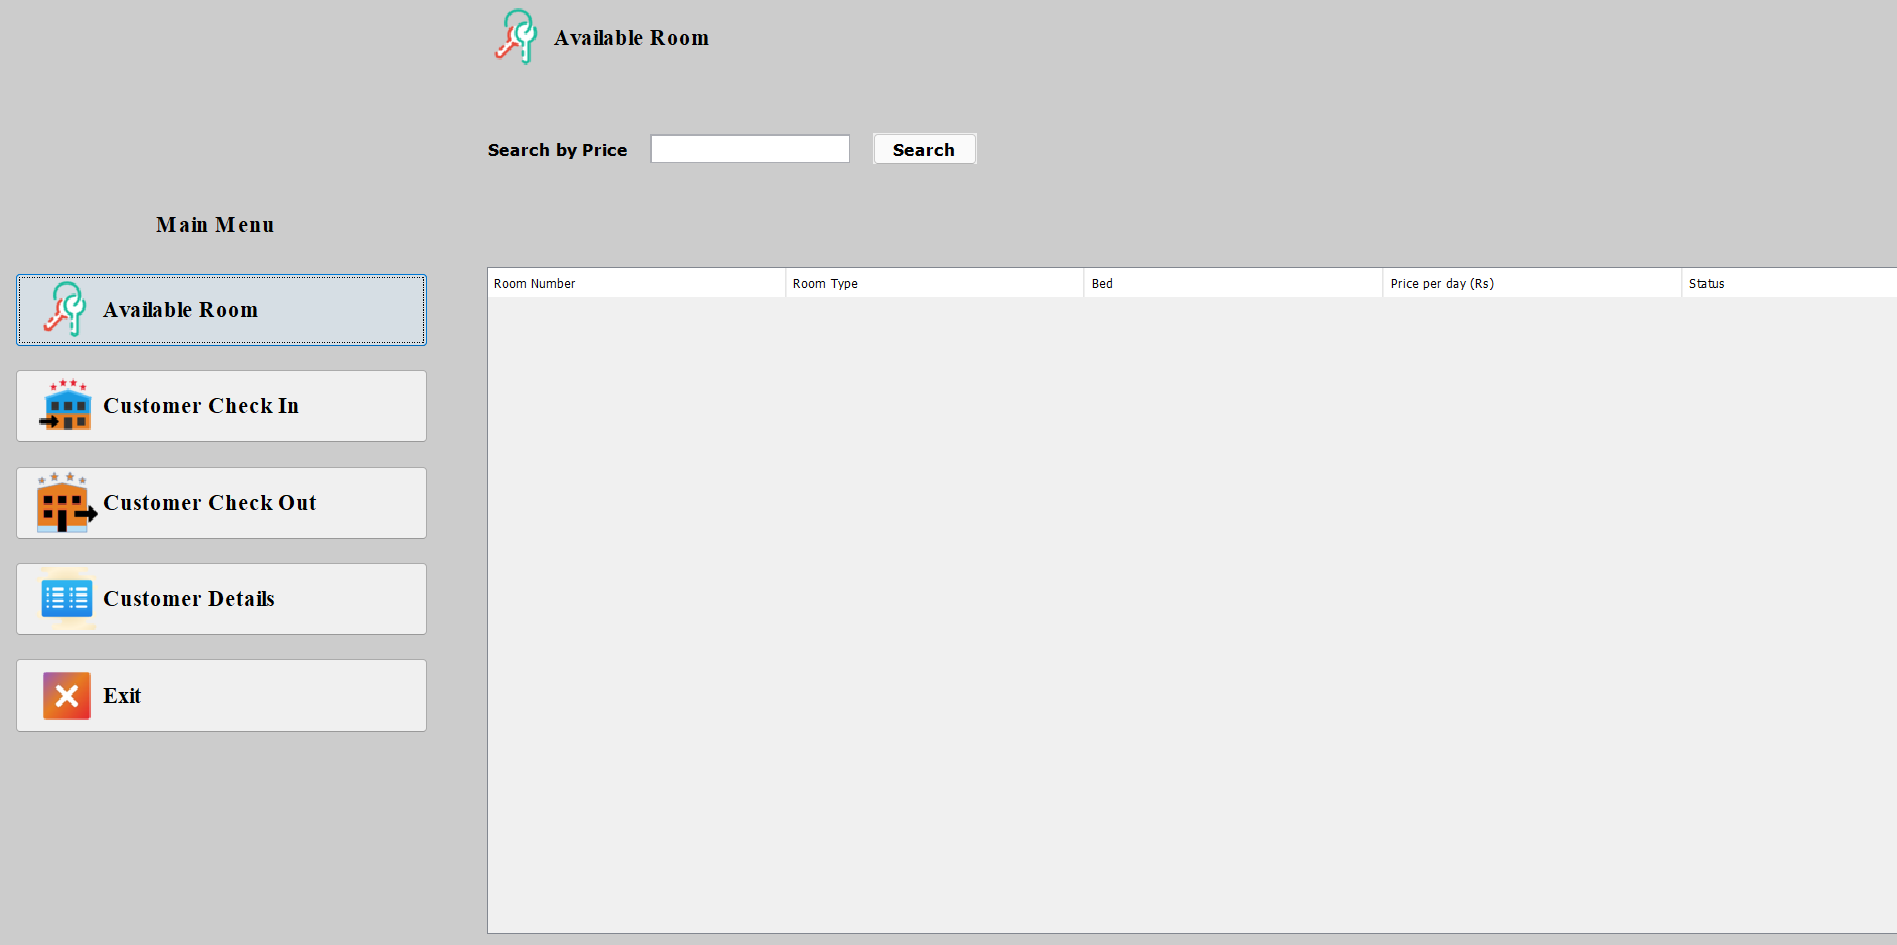 Available Room
Search by Price
Search
Main Menu
Available Room
Customer Check In
Customer Check Out
Customer Details
Exit
Room Number Room Type Bed Price per day (Rs) Status